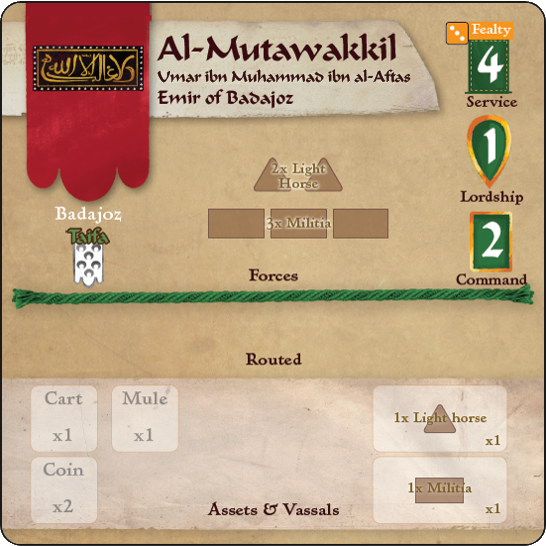 Al-Mutawakkil
Umar ibn Muhammad ibn al-Aftas
Emir of Badajoz
Fealty
4
Service
1
Lordship
2
Command
Badajoz
Taifa
2x Light
Horse
3x Militia
Forces
Routed
Cart
x1
Mule
x1
Coin
x2
1x Light horse
x1
1x Militia
x1
Assets & Vassals